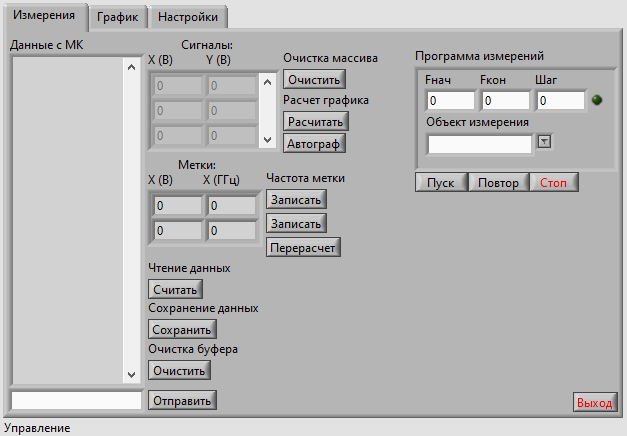 Измерения График Настройки
Данные с МК
Сигналы:
X (В) Y (В)
0 0
0 0
0 0
Очистка массива
Очистить
Расчет графика
Расчитать
Автограф
Метки:
X (В) X (ГГц)
0 0
0 0
Частота метки
Записать
Записать
Перерасчет
Чтение данных
Считать
Сохранение данных
Сохранить
Очистка буфера
Очистить
Отправить
Программа измерений
Fнач Fкон Шаг
0 0 0
Объект измерения
Пуск Повтор Стоп
Выход
Управление